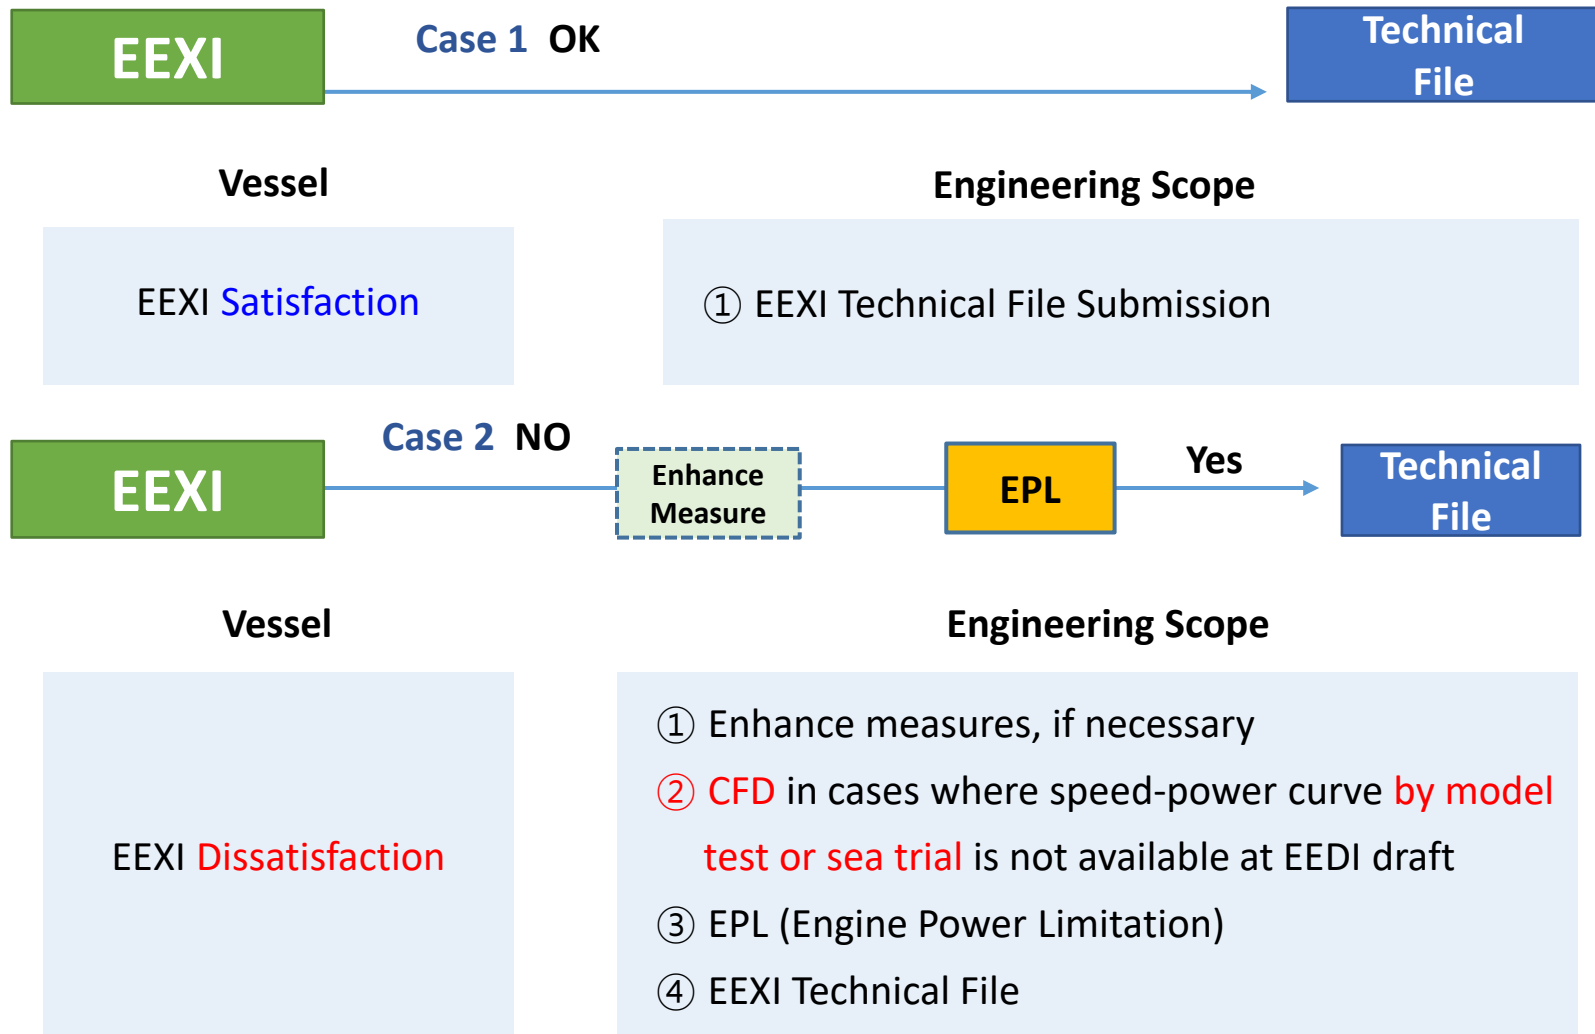 EEXI
Case 1 OK
Technical
File
Vessel
Engineering Scope
EEXI Satisfaction
① EEXI Technical File Submission
EEXI
Case 2 NO
Enhance
Measure
EPL
Yes
Technical
File
Vessel
Engineering Scope
EEXI Dissatisfaction
① Enhance measures, if necessary
② CFD in cases where speed-power curve by model
test or sea trial is not available at EEDI draft
③ EPL (Engine Power Limitation)
④ EEXI Technical File